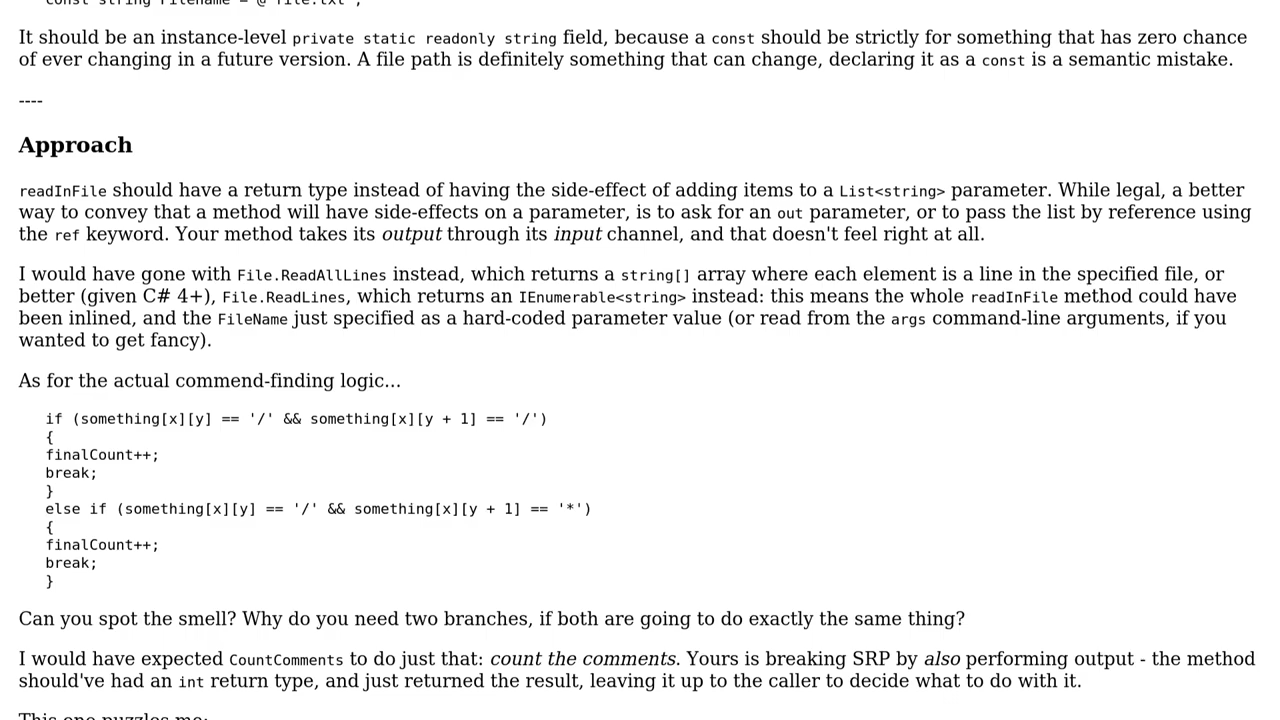 const string Filename = @"file.txt";
It should be an instance-level private static readonly string field, because a const should be strictly for something that has zero chance
of ever changing in a future version. A file path is definitely something that can change, declaring it as a const is a semantic mistake.
----
Approach
readInFile should have a return type instead of having the side-effect of adding items to a List<string> parameter. While legal, a better
way to convey that a method will have side-effects on a parameter, is to ask for an out parameter, or to pass the list by reference using
the ref keyword. Your method takes its output through its input channel, and that doesn't feel right at all.
I would have gone with File.ReadAllLines instead, which returns a string[] array where each element is a line in the specified file, or
better (given C# 4+), File.ReadLines, which returns an IEnumerable<string> instead: this means the whole readInFile method could have
been inlined, and the FileName just specified as a hard-coded parameter value (or read from the args command-line arguments, if you
wanted to get fancy).
As for the actual commend-finding logic...
if (something[x][y] == '/' && something[x][y + 1] == '/')
{
finalCount++;
break;
}
else if (something[x][y] == '/' && something[x][y + 1] == '*')
{
finalCount++;
break;
}
Can you spot the smell? Why do you need two branches, if both are going to do exactly the same thing?
I would have expected CountComments to do just that: count the comments. Yours is breaking SRP by also performing output - the method
should've had an int return type, and just returned the result, leaving it up to the caller to decide what to do with it.
This one puzzles me: